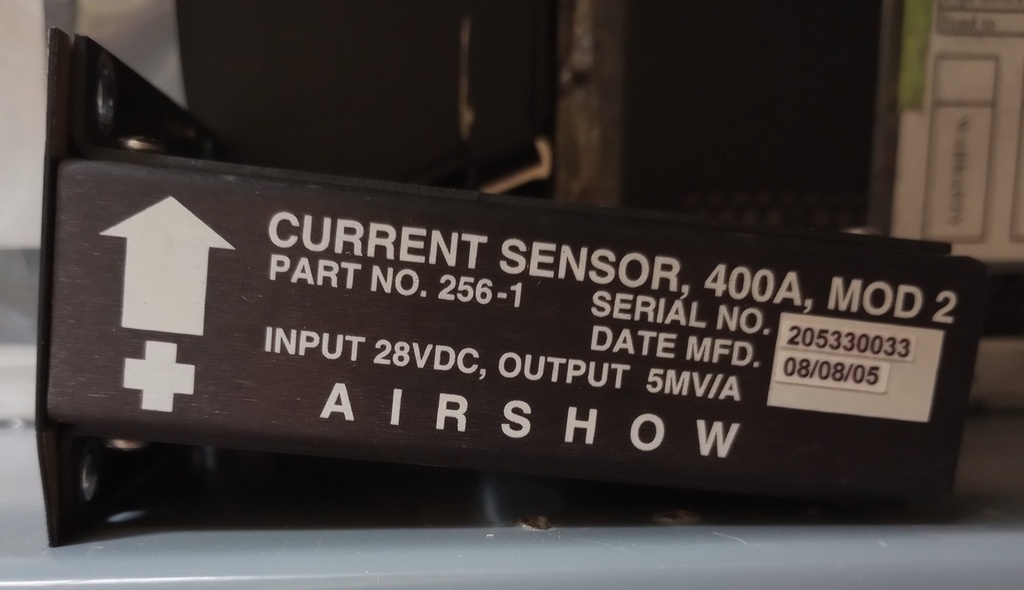 CURRENT SENSOR, 400A, MOD 2
PART NO. 256-1
SERIAL NO. 205330033
DATE MFD. 08/08/05
INPUT 28VDC, OUTPUT 5MV/A
AIRSHOW